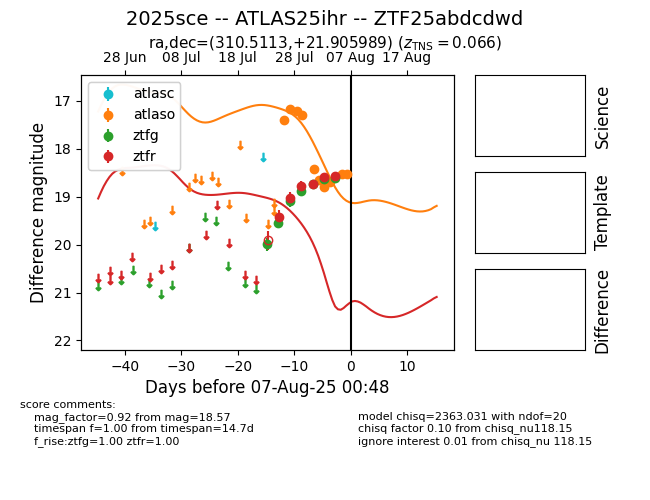 2025sce -- ATLAS25ihr -- ZTF25abdcdwd
ra,dec=(310.5113,+21.905989) (zTNS = 0.066)
28 Jun 08 Jul 18 Jul 28 Jul 07 Aug 17 Aug
atlasc
atlaso
ztfg
ztfr
17
18
19
20
21
22
Difference magnitude
−40 −30 −20 −10 0 10
Days before 07-Aug-25 00:48
Science
Template
Difference
score comments:
mag_factor=0.92 from mag=18.57
timespan f=1.00 from timespan=14.7d
f_rise:ztfg=1.00 ztfr=1.00
model chisq=2363.031 with ndof=20
chisq factor 0.10 from chisq_nu118.15
ignore interest 0.01 from chisq_nu 118.15